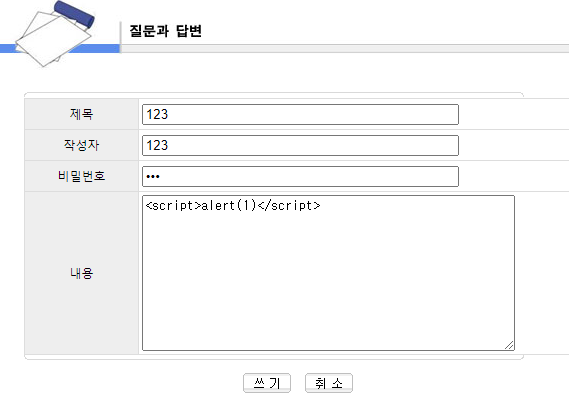 질문과 답변
제목 123
작성자 123
비밀번호 •••
내용 <script>alert(1)</script>
쓰 기 취 소